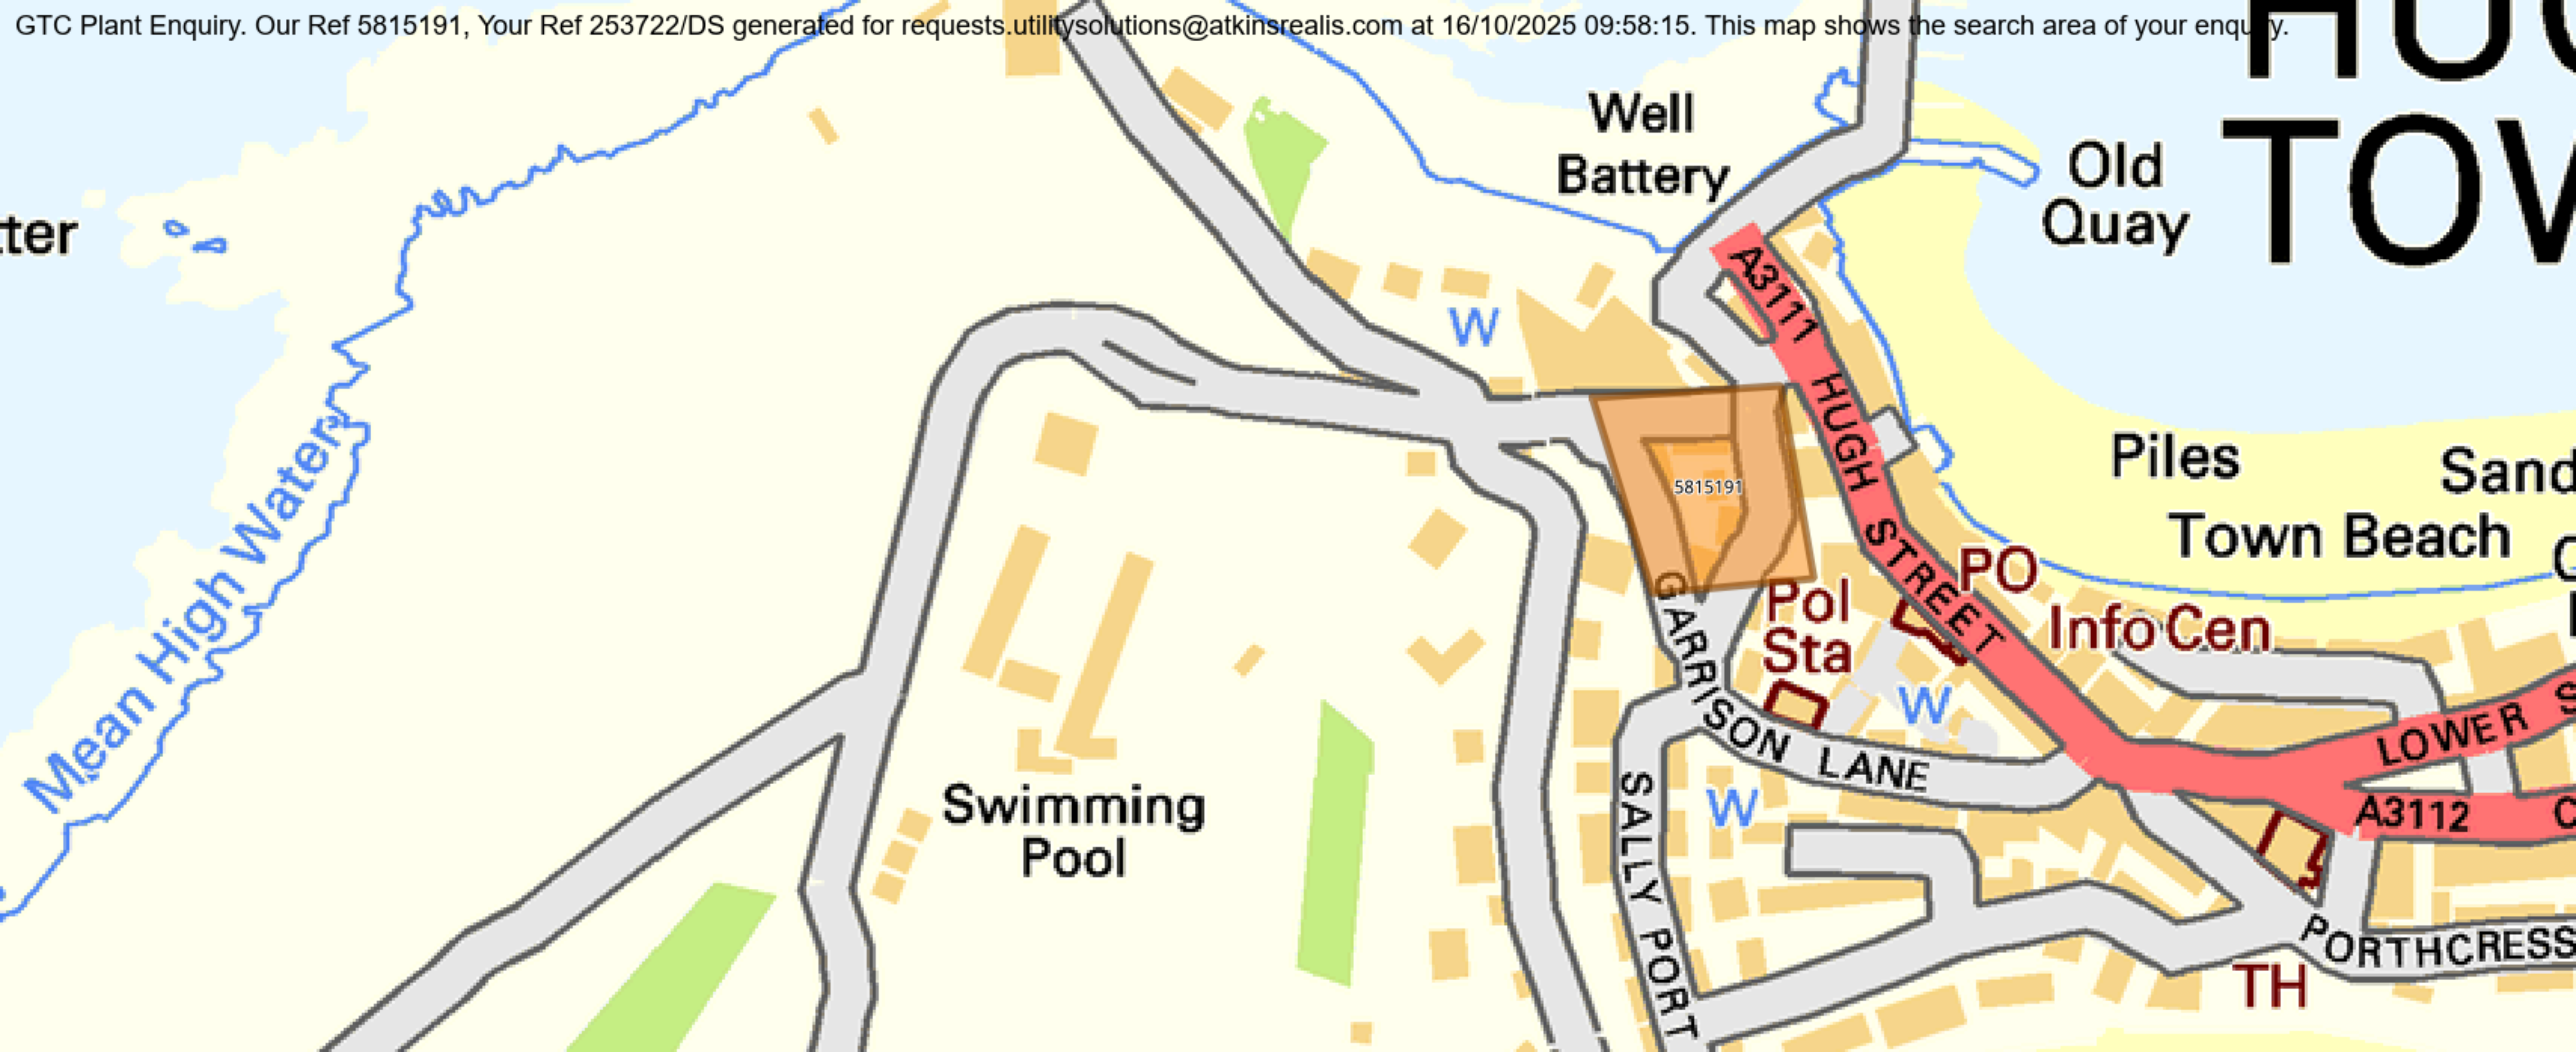 GTC Plant Enquiry. Our Ref 5815191, Your Ref 253722/DS generated for requests.utilitysolutions@atkinsrealis.com at 16/10/2025 09:58:15. This map shows the search area of your enquiry.
TOW
Well
Battery
Old
Quay
tter
A3111
HUGH STREET
W
Mean High Water
5815191
Piles
Sand
Town Beach
PO
Info Cen
Pol
Sta
GARRISON LANE
W
LOWER S
A3112
C
Swimming
Pool
W
SALLY PORT
PORTHCRESS
TH